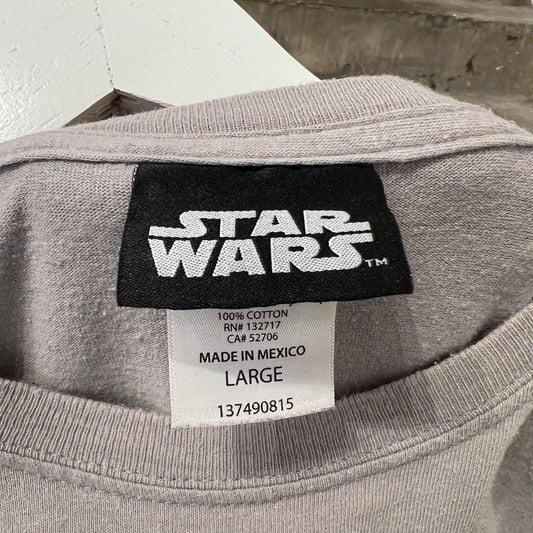 STAR
WARS™
100% COTTON
RN# 132717
CA# 52706
MADE IN MEXICO
LARGE
137490815